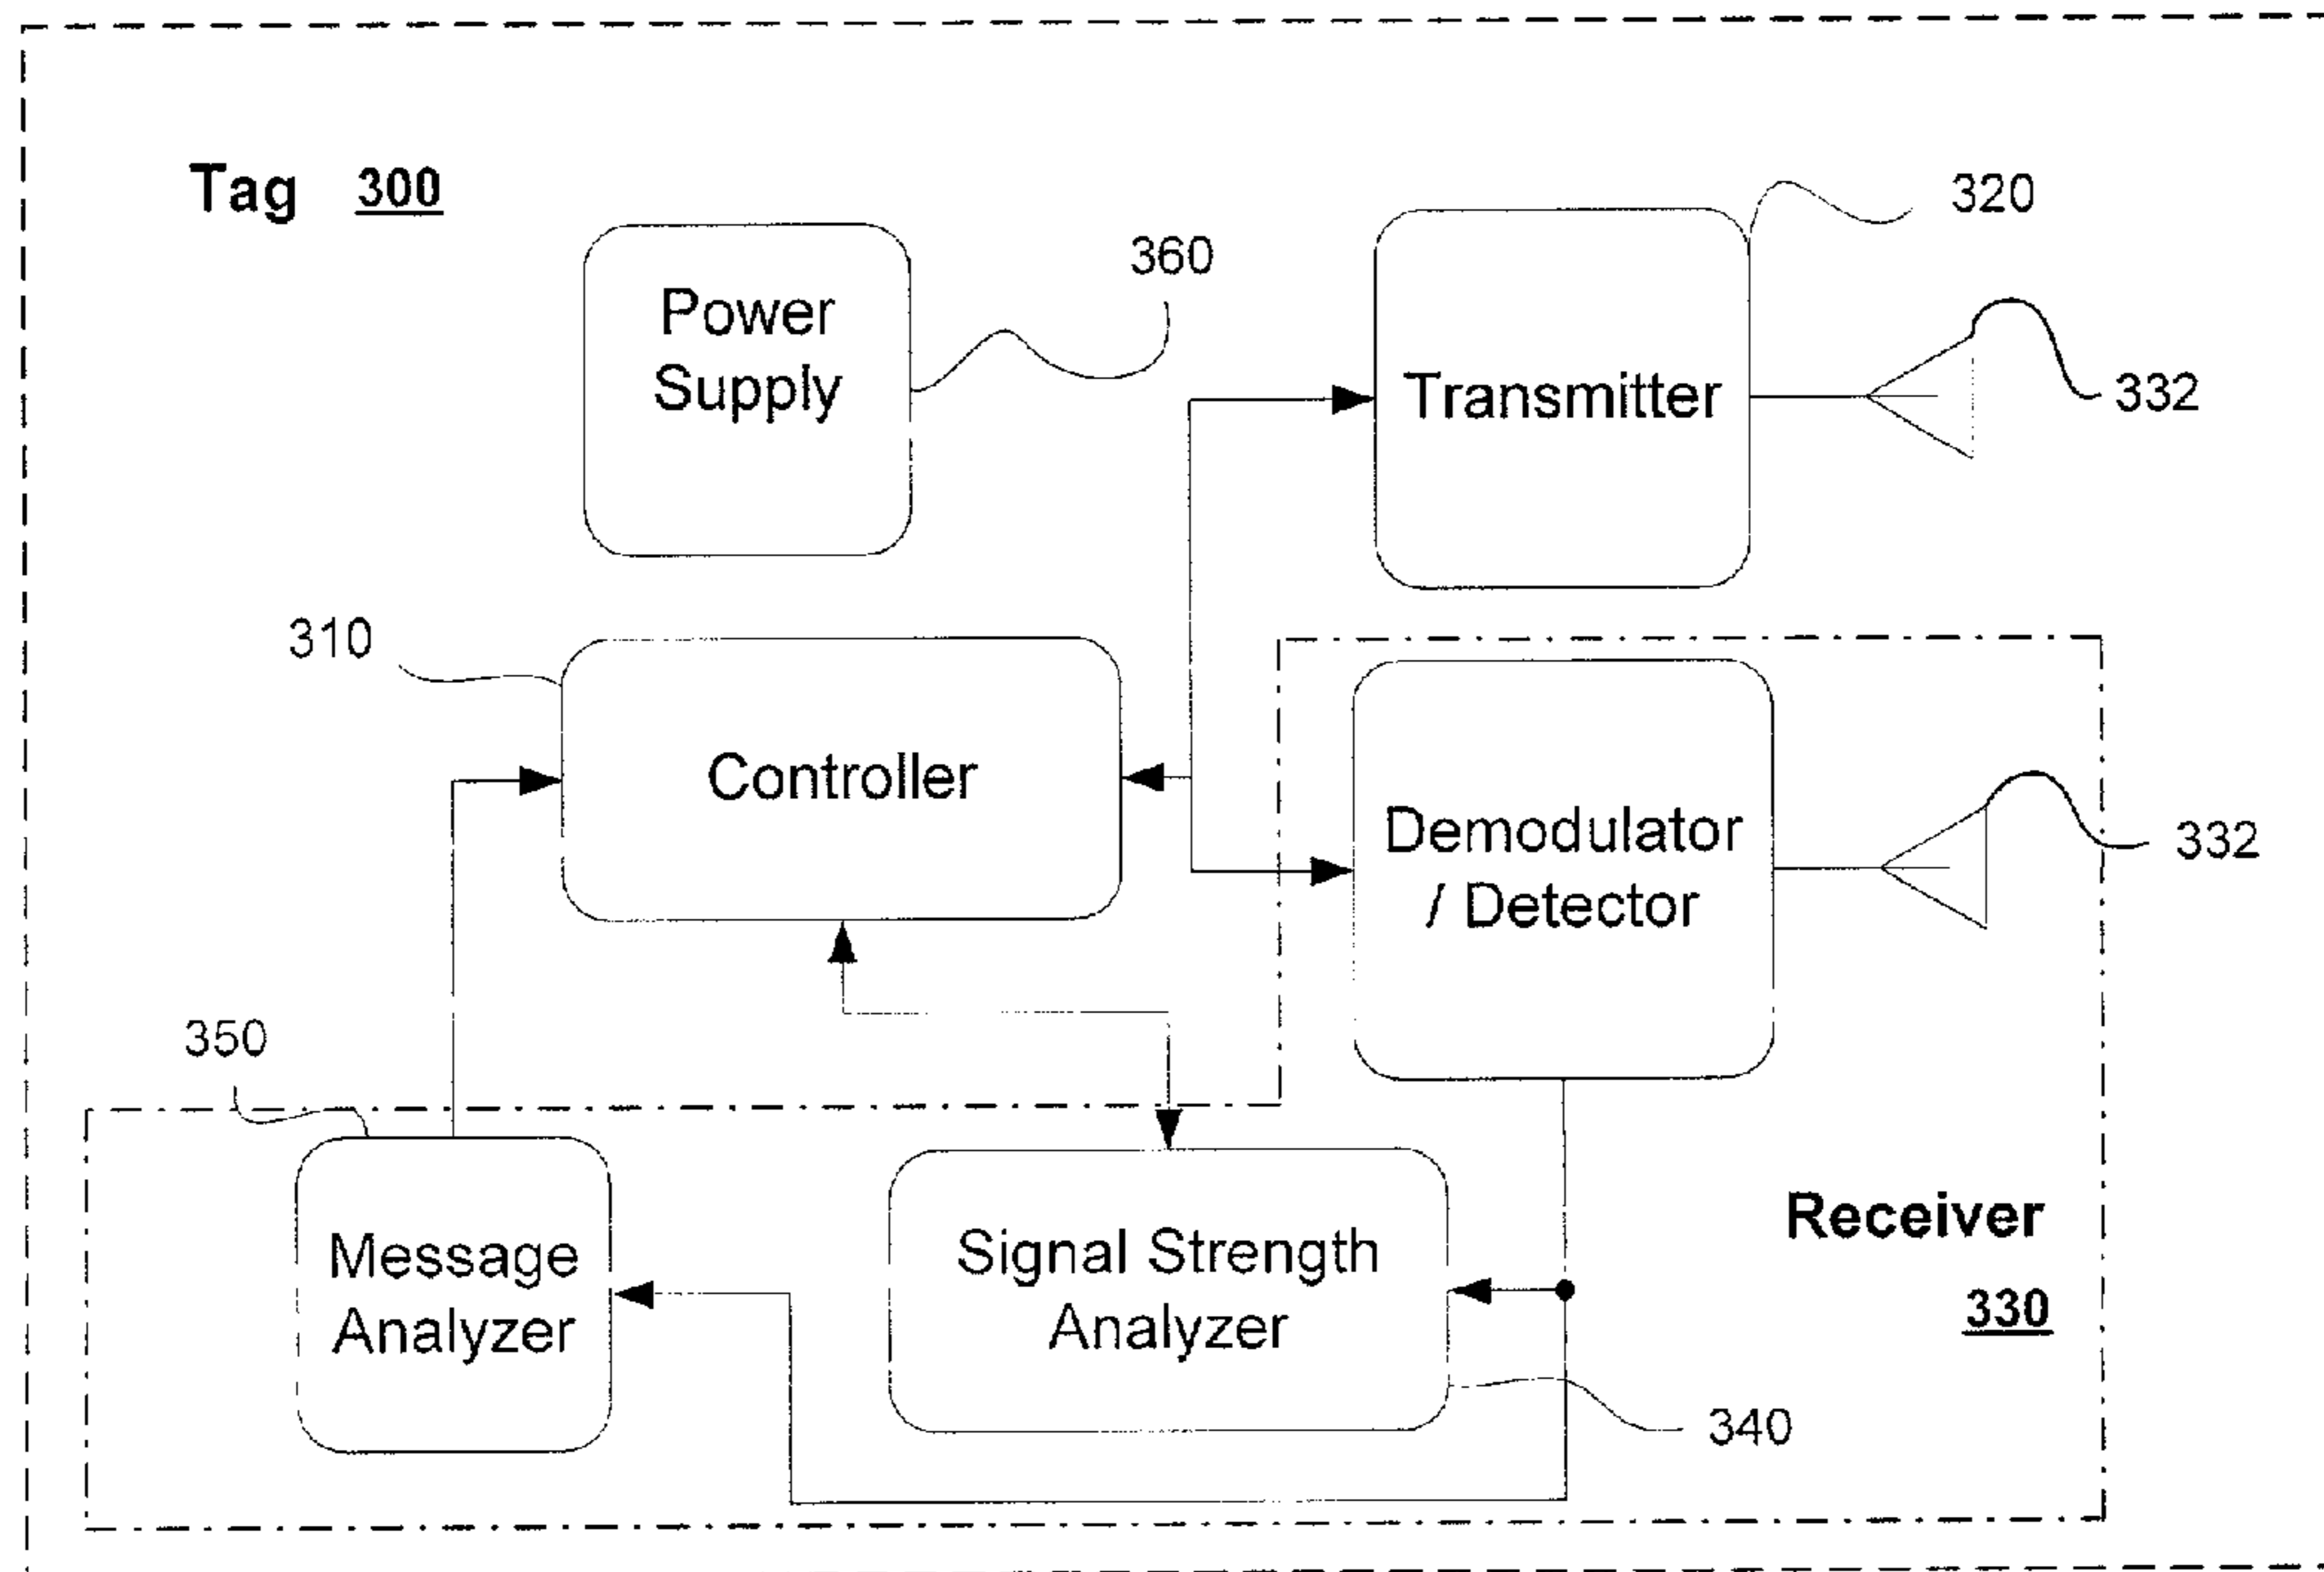 Tag 300
320
360
Power
Supply
Transmitter
332
310
Controller
Demodulator
/ Detector
332
350
Message
Analyzer
Signal Strength
Analyzer
Receiver
330
340